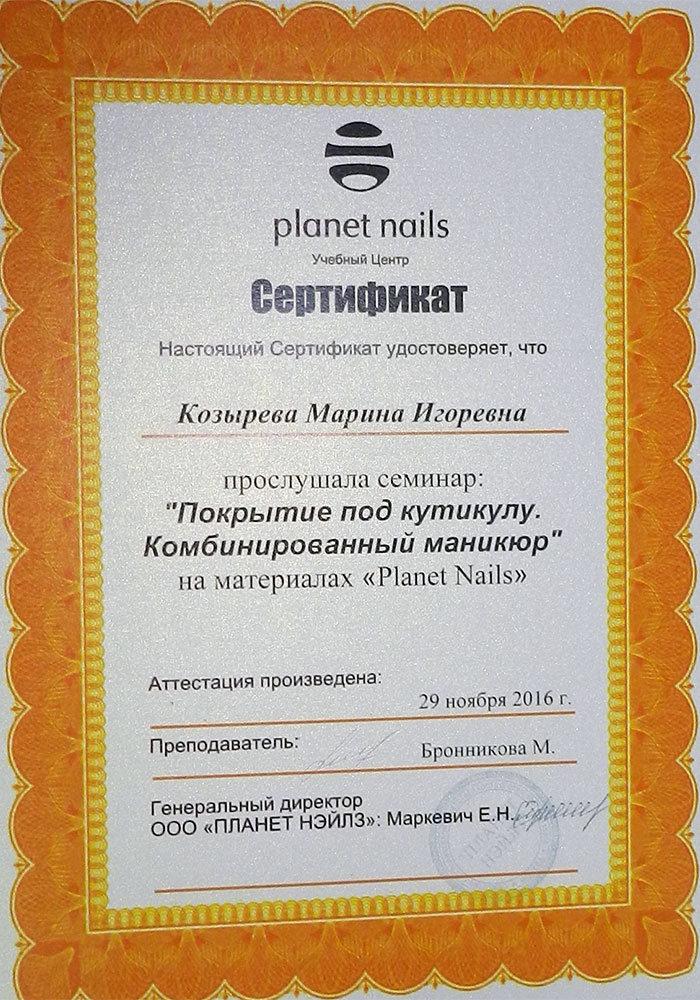 planet nails
Учебный Центр
Сертификат
Настоящий Сертификат удостоверяет, что
Козырева Марина Игоревна
прослушала семинар:
"Покрытие под кутикулу.
Комбинированный маникюр"
на материалах «Planet Nails»
Аттестация произведена:
29 ноября 2016 г.
Преподаватель:
Бронникова М.
Генеральный директор
ООО «ПЛАНЕТ НЭЙЛЗ»: Маркевич Е.Н.